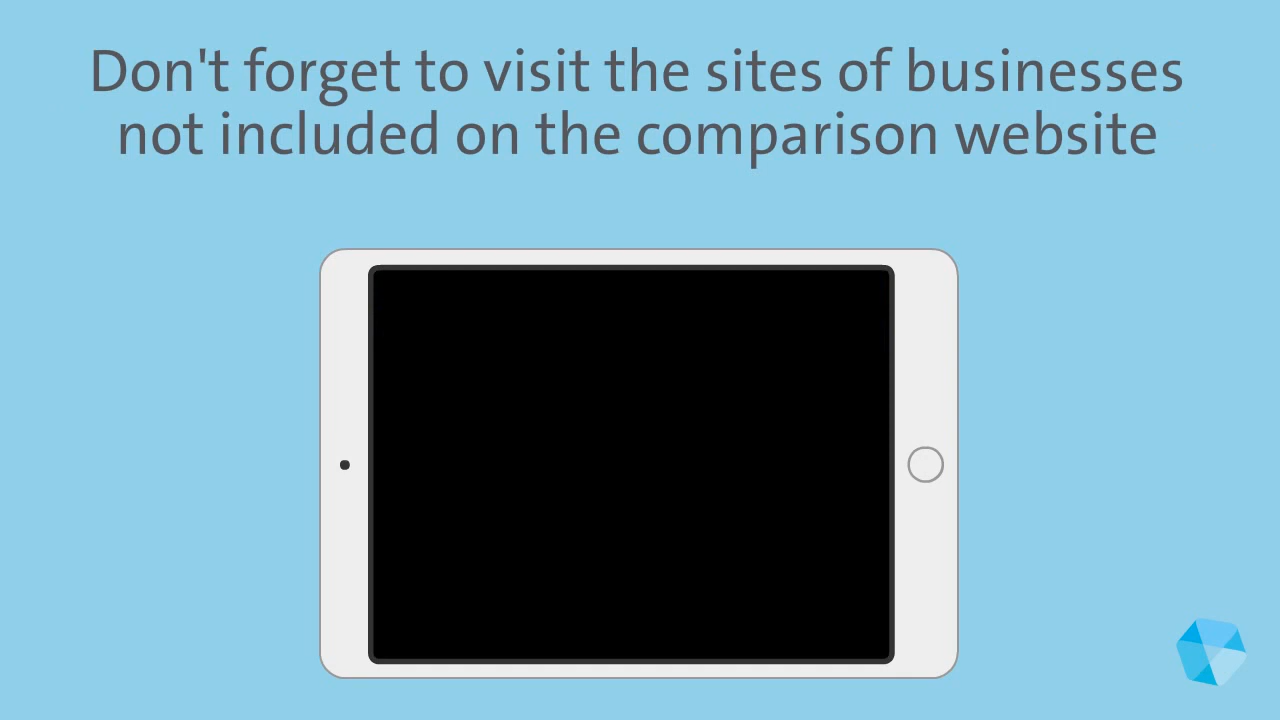 Don't forget to visit the sites of businesses
not included on the comparison website